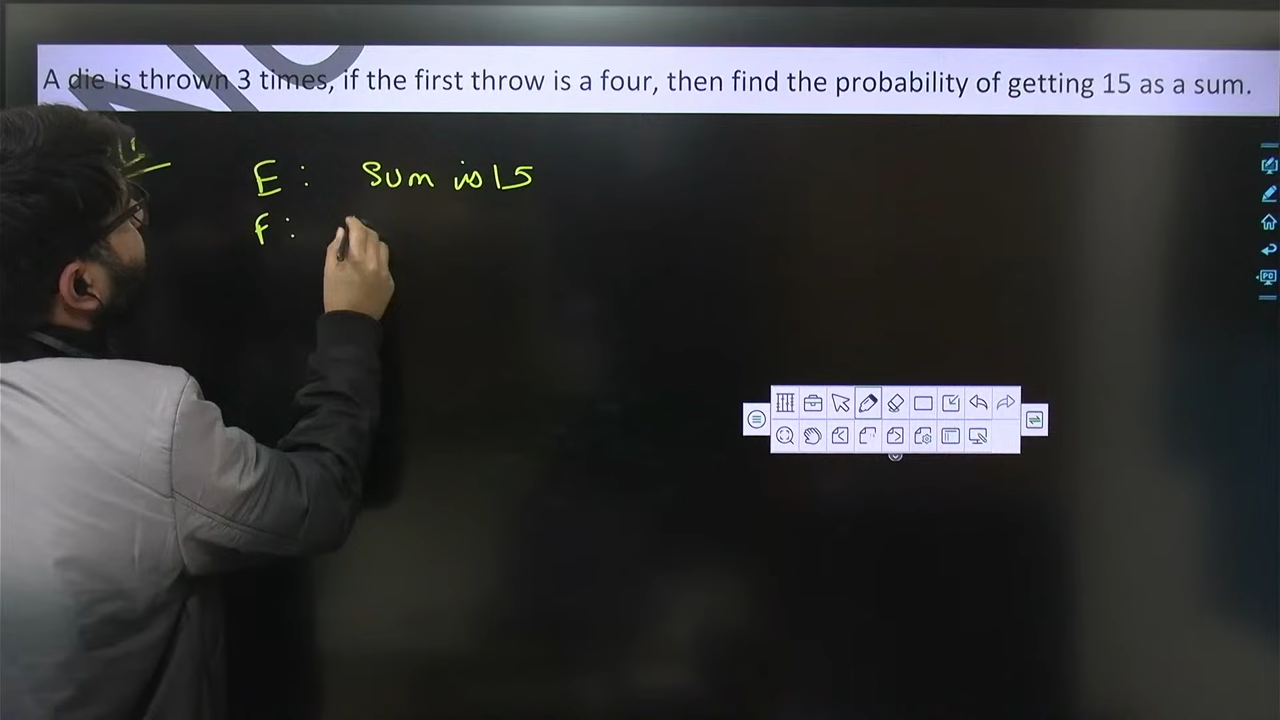 A die is thrown 3 times, if the first throw is a four, then find the probability of getting 15 as a sum.
E : Sum is 15
F :